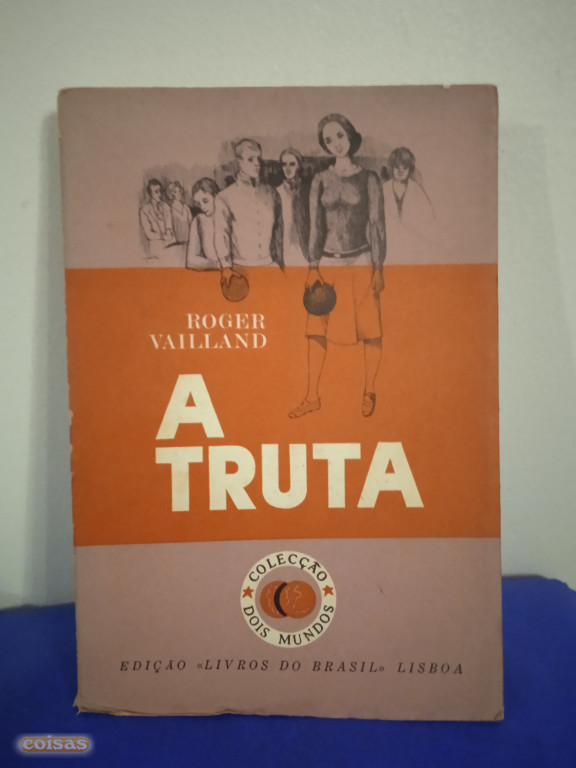 ROGER
VAILLAND
A
TRUTA
COLECÇÃO
DOIS MUNDOS
EDIÇÃO «LIVROS DO BRASIL» LISBOA
coisas